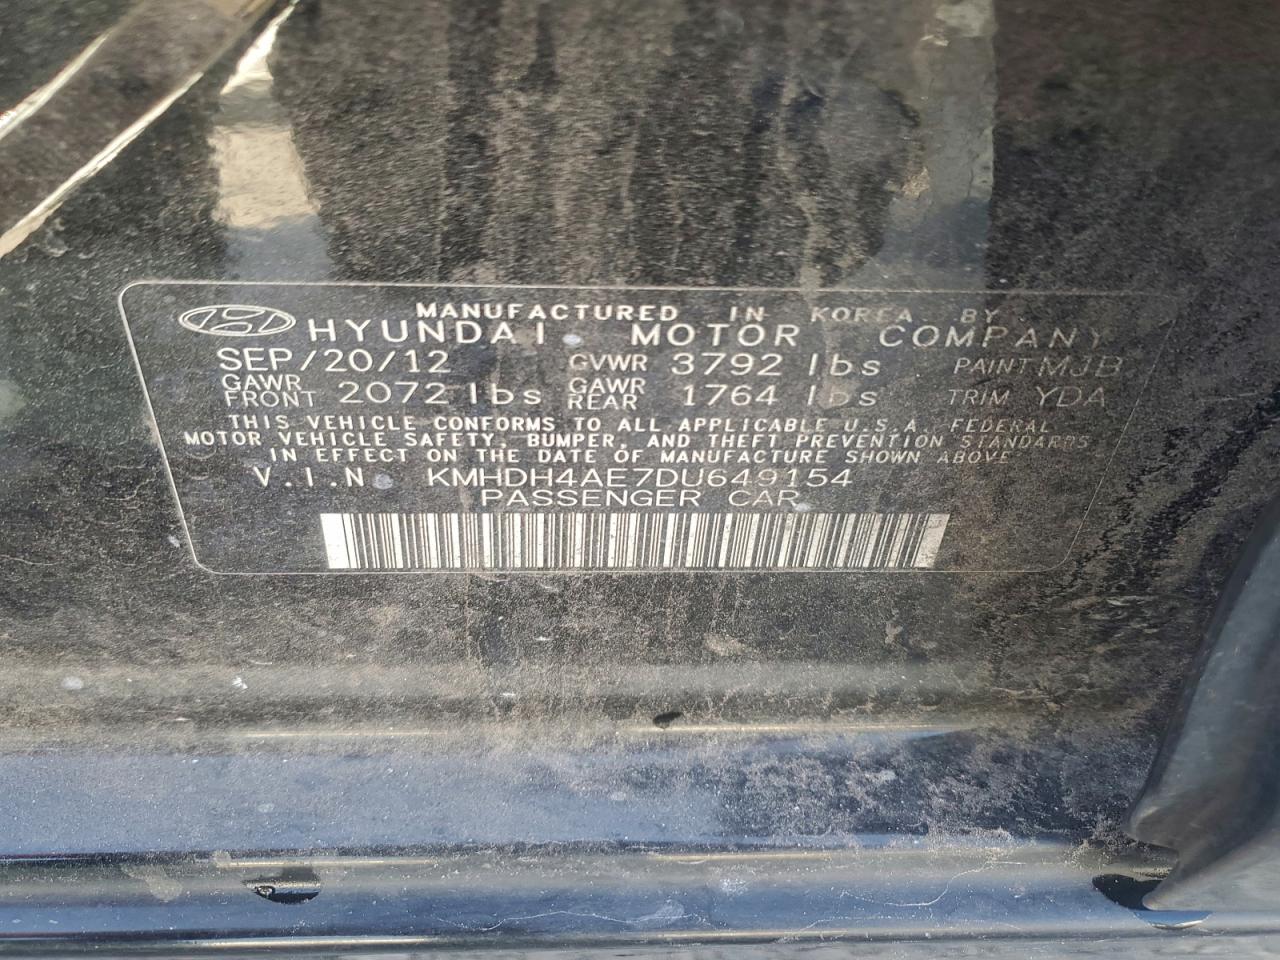 MANUFACTURED IN KOREA BY
HYUNDAI MOTOR COMPANY
SEP/20/12 GVWR 3792 lbs PAINT MJB
GAWR FRONT 2072 lbs GAWR REAR 1764 lbs TRIM YDA
THIS VEHICLE CONFORMS TO ALL APPLICABLE U.S.A. FEDERAL
MOTOR VEHICLE SAFETY, BUMPER, AND THEFT PREVENTION STANDARDS
IN EFFECT ON THE DATE OF MANUFACTURE SHOWN ABOVE
V.I.N. KMHDH4AE7DU649154
PASSENGER CAR